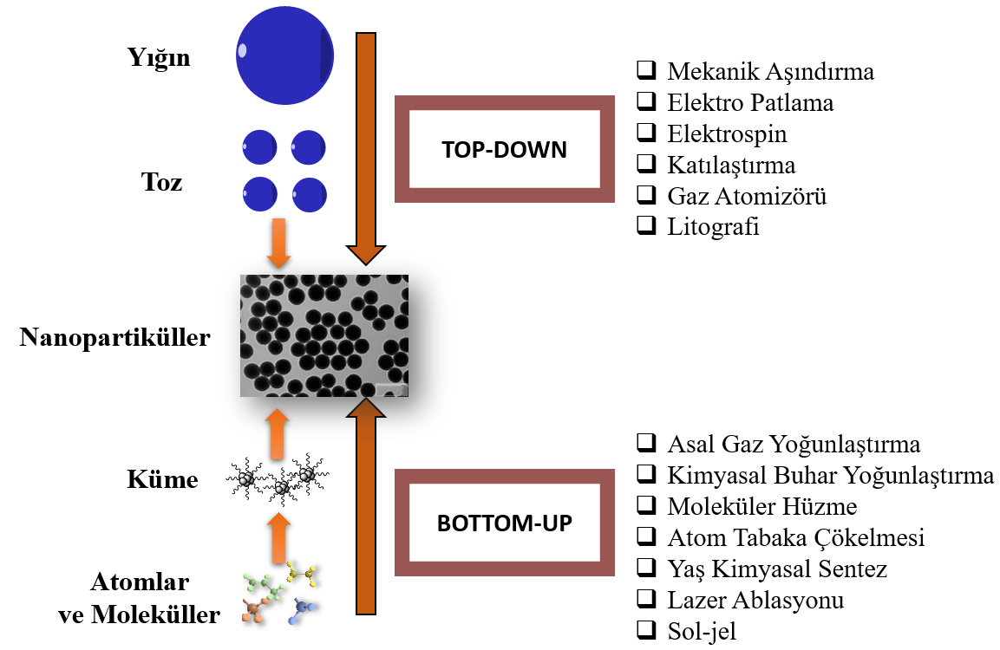 Yığın
Toz
Nanopartiküller
Küme
Atomlar
ve Moleküller
TOP-DOWN
Mekanik Aşındırma
Elektro Patlama
Elektrospin
Katılaştırma
Gaz Atomizörü
Litografi
BOTTOM-UP
Asal Gaz Yoğunlaştırma
Kimyasal Buhar Yoğunlaştırma
Moleküler Hüzme
Atom Tabaka Çökelmesi
Yaş Kimyasal Sentez
Lazer Ablasyonu
Sol-jel